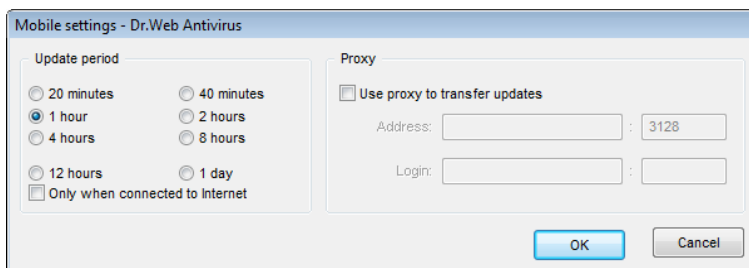 Mobile settings - Dr.Web Antivirus
Update period
20 minutes
40 minutes
1 hour
2 hours
4 hours
8 hours
12 hours
1 day
Only when connected to Internet
Proxy
Use proxy to transfer updates
Address: : 3128
Login: :
OK
Cancel